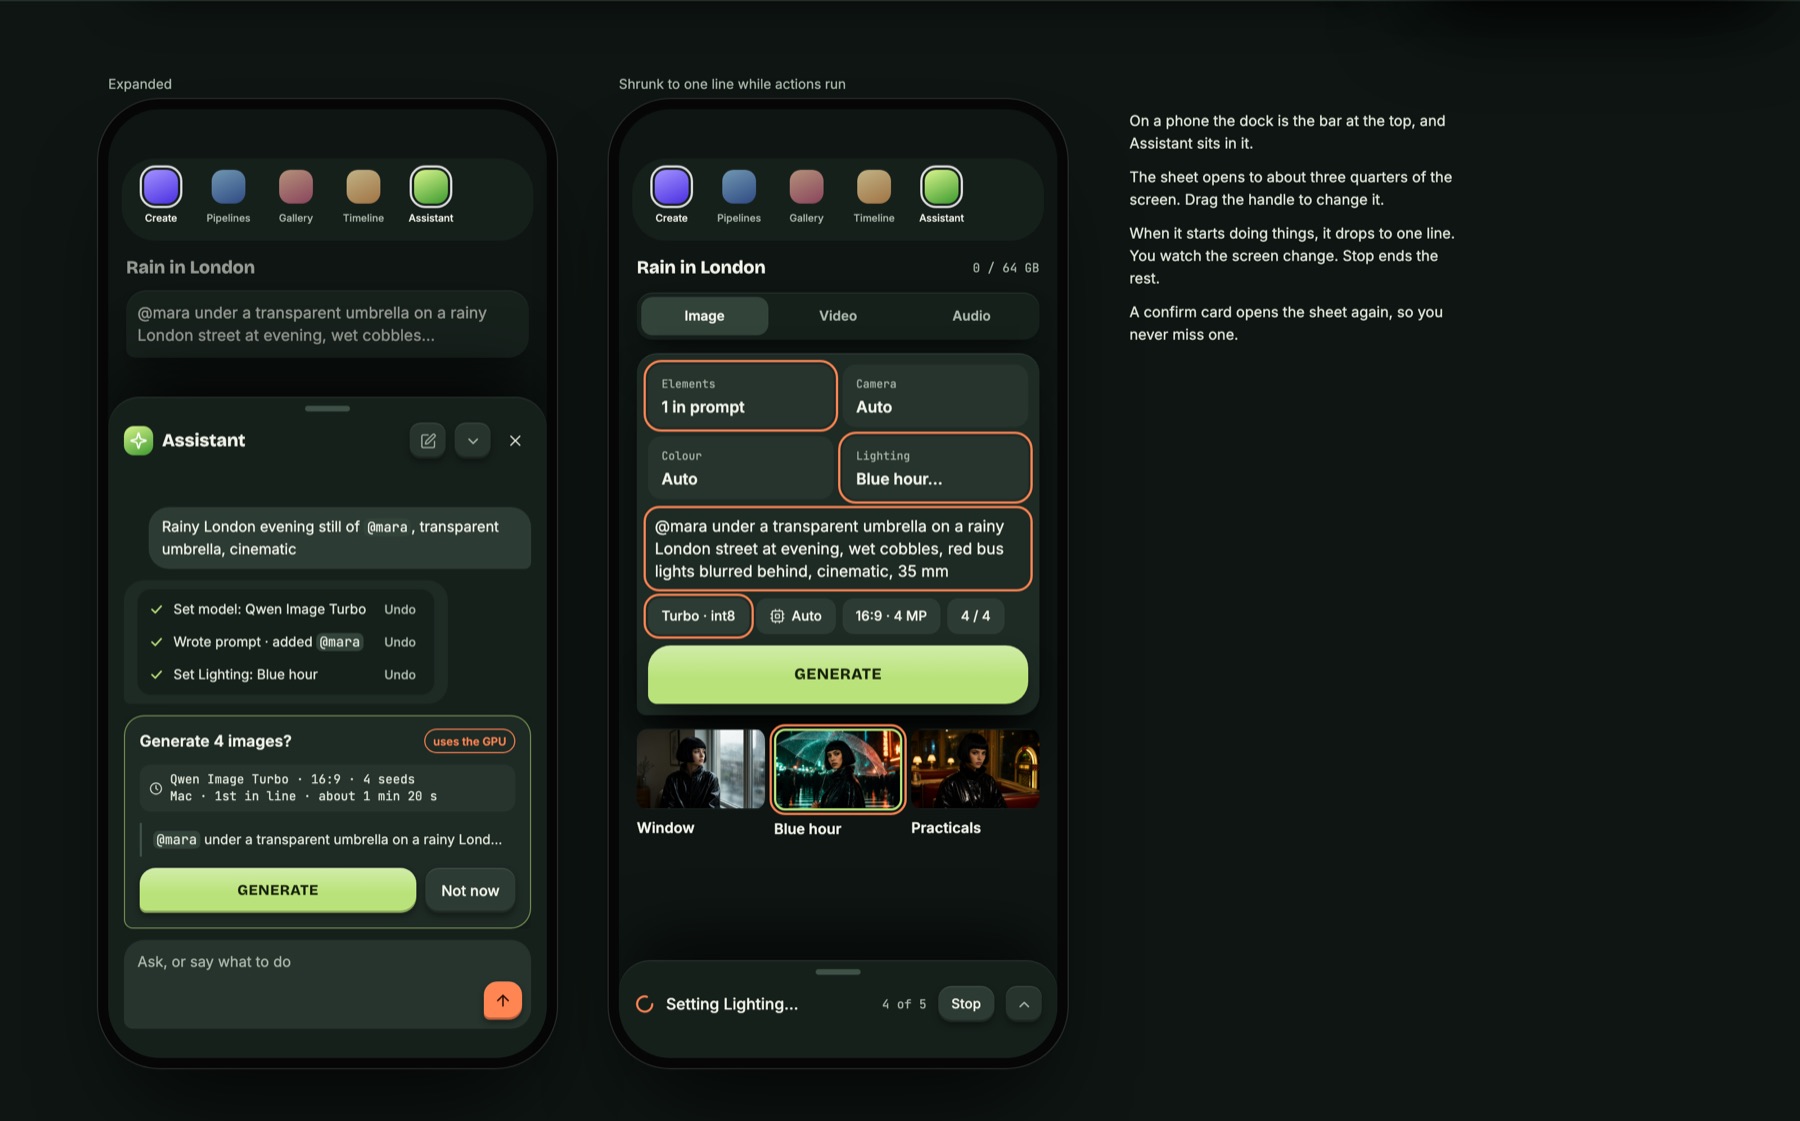 Expanded
Create
Pipelines
Gallery
Timeline
Assistant
Rain in London
@mara under a transparent umbrella on a rainy
London street at evening, wet cobbles...
Assistant
Rainy London evening still of @mara, transparent
umbrella, cinematic
Set model: Qwen Image Turbo Undo
Wrote prompt · added @mara Undo
Set Lighting: Blue hour Undo
Generate 4 images? uses the GPU
Qwen Image Turbo · 16:9 · 4 seeds
Mac · 1st in line · about 1 min 20 s
@mara under a transparent umbrella on a rainy Lond...
GENERATE Not now
Ask, or say what to do
Shrunk to one line while actions run
Create
Pipelines
Gallery
Timeline
Assistant
Rain in London 0 / 64 GB
Image Video Audio
Elements
1 in prompt
Camera
Auto
Colour
Auto
Lighting
Blue hour...
@mara under a transparent umbrella on a rainy
London street at evening, wet cobbles, red bus
lights blurred behind, cinematic, 35 mm
Turbo · int8 Auto 16:9 · 4 MP 4 / 4
GENERATE
Window Blue hour Practicals
Setting Lighting... 4 of 5 Stop
On a phone the dock is the bar at the top, and
Assistant sits in it.
The sheet opens to about three quarters of the
screen. Drag the handle to change it.
When it starts doing things, it drops to one line.
You watch the screen change. Stop ends the
rest.
A confirm card opens the sheet again, so you
never miss one.